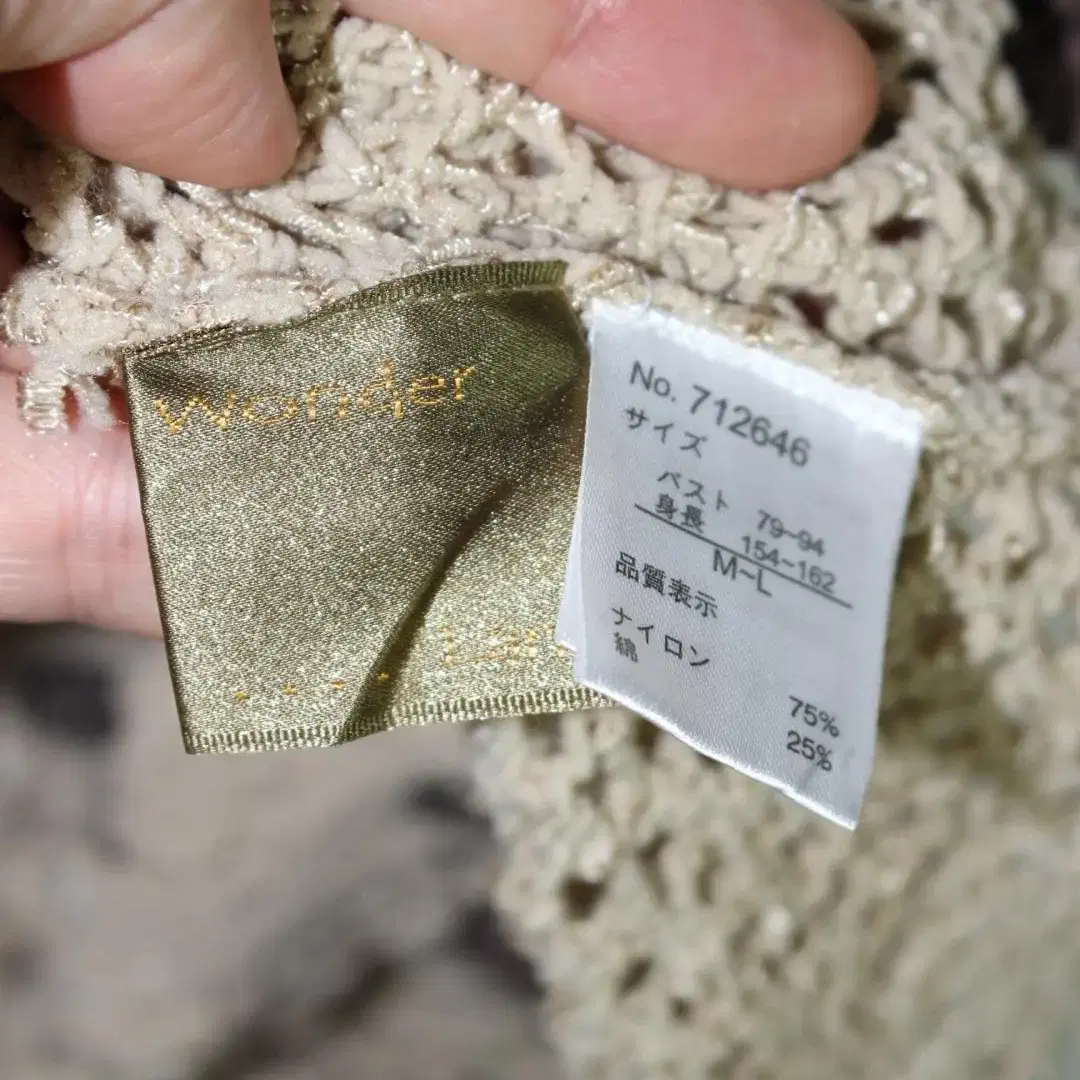 wonder
No. 712646
サイズ
バスト 79~94
身長 154~162
M~L
品質表示
ナイロン 75%
綿 25%